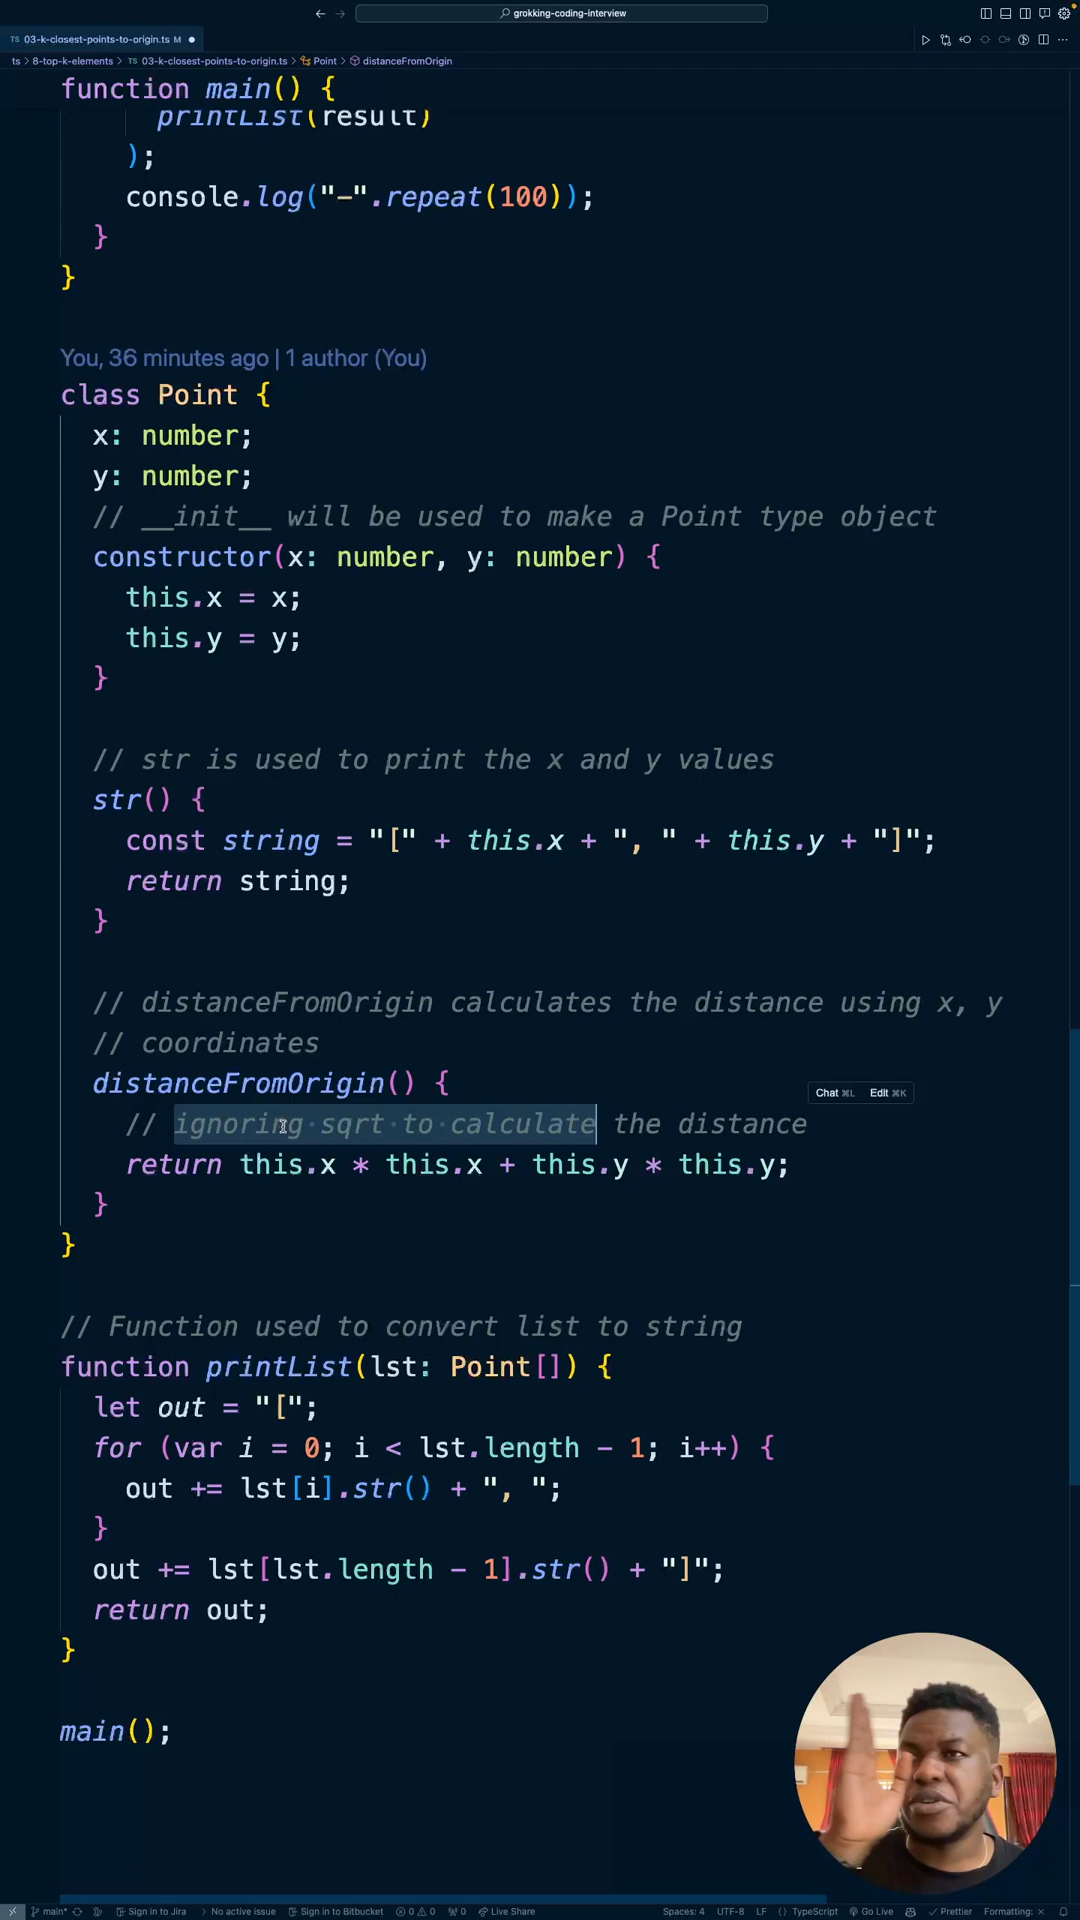 grokking-coding-interview
TS 03-k-closest-points-to-origin.ts M
ts > 8-top-k-elements > TS 03-k-closest-points-to-origin.ts > Point > distanceFromOrigin
function main() {
printList(result)
);
console.log("-".repeat(100));
}
}
You, 36 minutes ago | 1 author (You)
class Point {
x: number;
y: number;
// __init__ will be used to make a Point type object
constructor(x: number, y: number) {
this.x = x;
this.y = y;
}
// str is used to print the x and y values
str() {
const string = "[" + this.x + ", " + this.y + "]";
return string;
}
// distanceFromOrigin calculates the distance using x, y
// coordinates
distanceFromOrigin() {
Chat ⌘L Edit ⌘K
// ignoring sqrt to calculate the distance
return this.x * this.x + this.y * this.y;
}
}
// Function used to convert list to string
function printList(lst: Point[]) {
let out = "[";
for (var i = 0; i < lst.length - 1; i++) {
out += lst[i].str() + ", ";
}
out += lst[lst.length - 1].str() + "]";
return out;
}
main();
main* Sign in to Jira No active issue Sign in to Bitbucket 0 0 0 Live Share Spaces: 4 UTF-8 LF {} TypeScript Go Live Prettier Formatting: ×